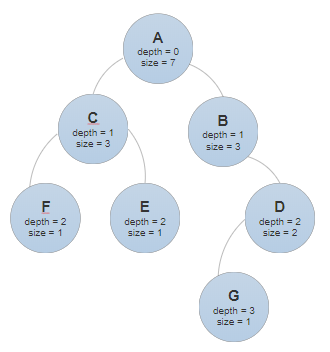 A
depth = 0
size = 7
C
depth = 1
size = 3
B
depth = 1
size = 3
F
depth = 2
size = 1
E
depth = 2
size = 1
D
depth = 2
size = 2
G
depth = 3
size = 1